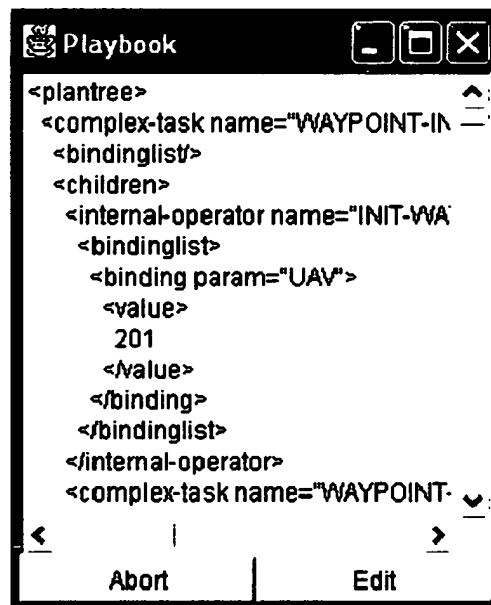 Playbook
<plantree>
<complex-task name="WAYPOINT-IN
<bindinglist/>
<children>
<internal-operator name="INIT-WA
<bindinglist>
<binding param="UAV">
<value>
201
</value>
</binding>
</bindinglist>
</internal-operator>
<complex-task name="WAYPOINT-
Abort
Edit